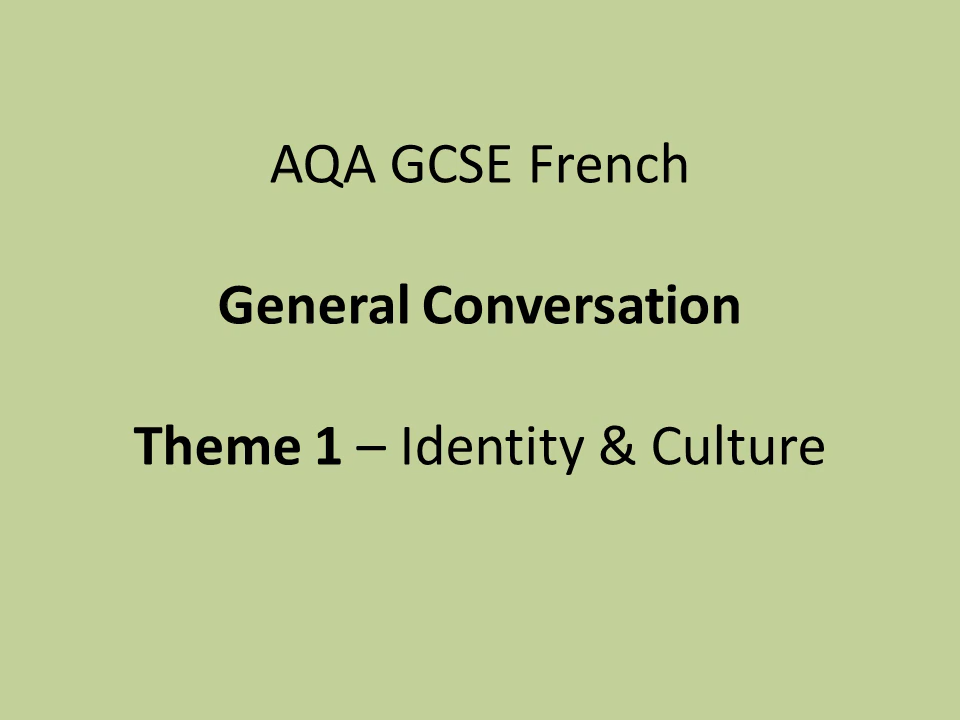 AQA GCSE French
General Conversation
Theme 1 – Identity & Culture